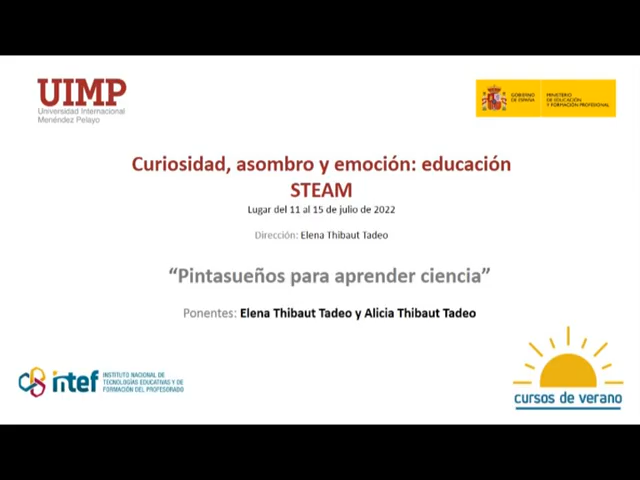 UIMP
Universidad Internacional
Menéndez Pelayo
GOBIERNO
DE ESPAÑA
MINISTERIO
DE EDUCACIÓN
Y FORMACIÓN PROFESIONAL
Curiosidad, asombro y emoción: educación
STEAM
Lugar del 11 al 15 de julio de 2022
Dirección: Elena Thibaut Tadeo
“Pintasueños para aprender ciencia”
Ponentes: Elena Thibaut Tadeo y Alicia Thibaut Tadeo
intef
INSTITUTO NACIONAL DE
TECNOLOGÍAS EDUCATIVAS Y DE
FORMACIÓN DEL PROFESORADO
cursos de verano